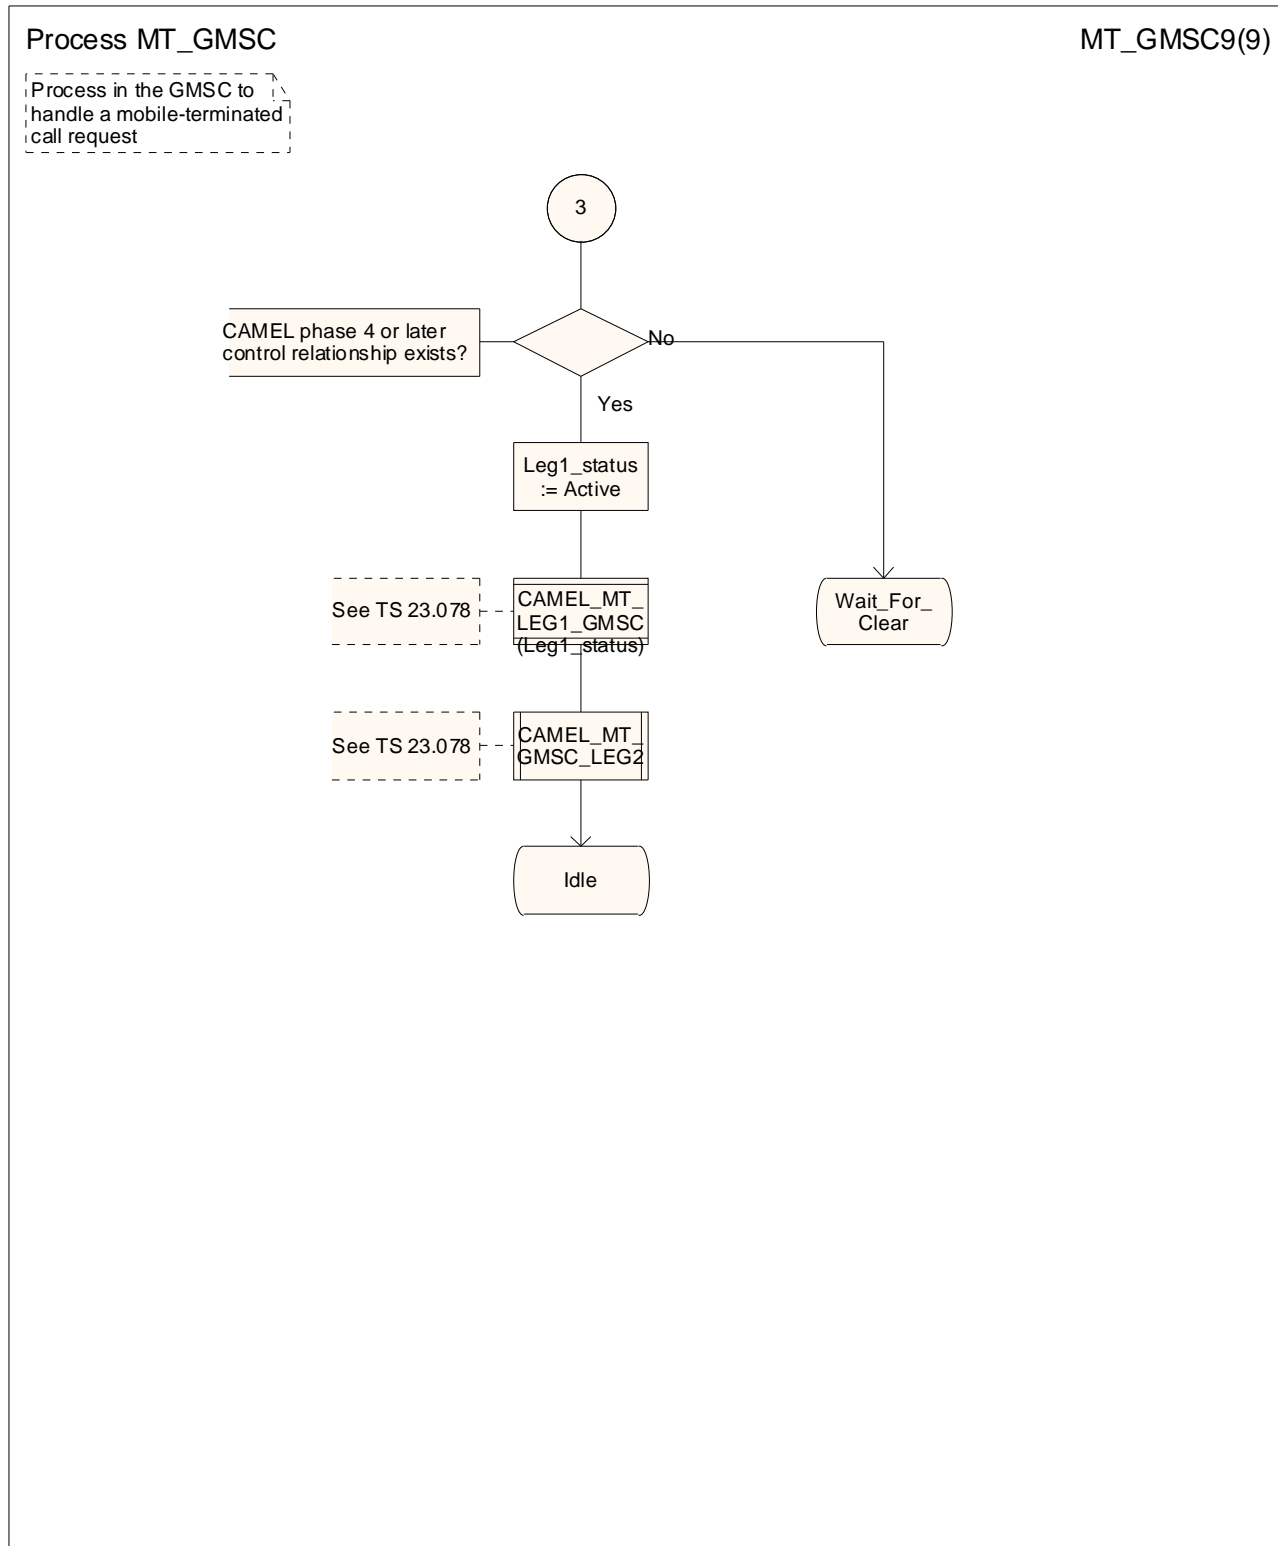 Process MT_GMSC
MT_GMSC9(9)
Process in the GMSC to
handle a mobile-terminated
call request
3
CAMEL phase 4 or later
control relationship exists?
No
Yes
Leg1_status
:= Active
See TS 23.078
CAMEL_MT_
LEG1_GMSC
(Leg1_status)
Wait_For_
Clear
See TS 23.078
CAMEL_MT_
GMSC_LEG2
Idle